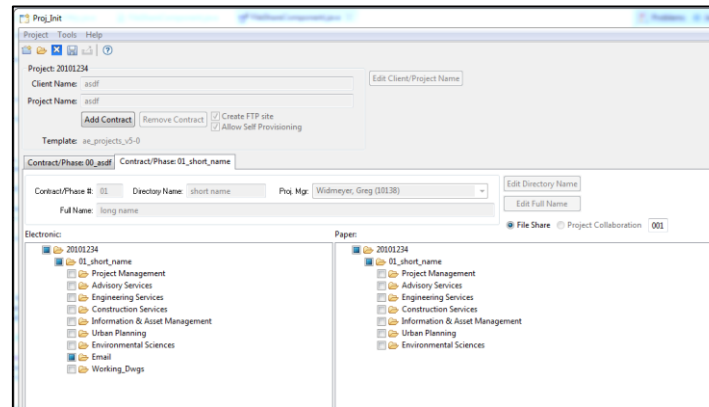 Proj_Init
Project Tools Help
Project: 20101234
Client Name: asdf
Edit Client/Project Name
Project Name: asdf
Add Contract Remove Contract Create FTP site
Allow Self Provisioning
Template: ae_projects_v5-0
Contract/Phase: 00_asdf Contract/Phase: 01_short_name
Contract/Phase #: 01 Directory Name: short name Proj. Mgr: Widmeyer, Greg (10138) Edit Directory Name
Full Name: long name Edit Full Name
File Share Project Collaboration 001
Electronic: Paper:
20101234 20101234
01_short_name 01_short_name
Project Management Project Management
Advisory Services Advisory Services
Engineering Services Engineering Services
Construction Services Construction Services
Information & Asset Management Information & Asset Management
Urban Planning Urban Planning
Environmental Sciences Environmental Sciences
Email
Working_Dwgs